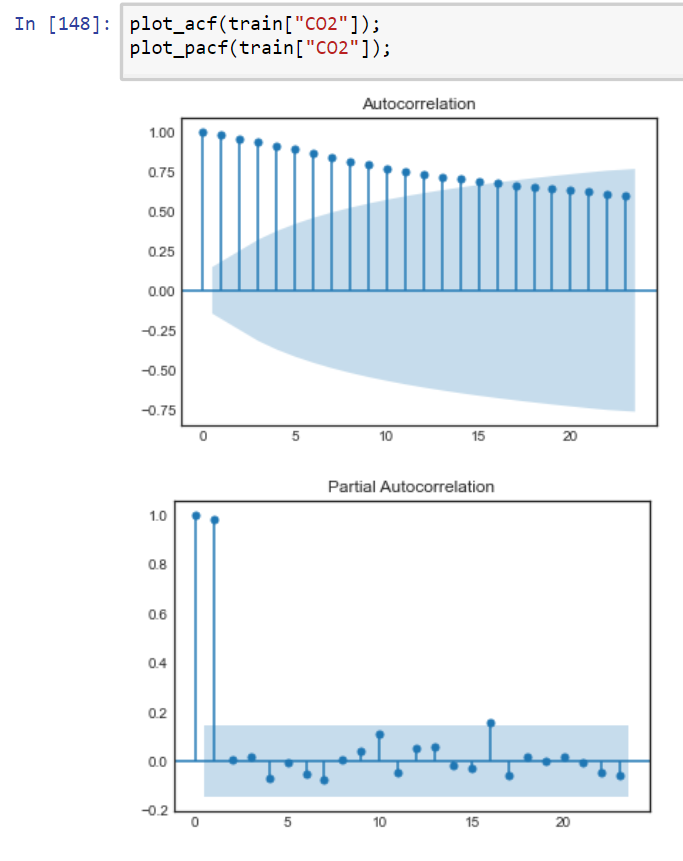 In [148]: plot_acf(train["CO2"]);
plot_pacf(train["CO2"]);
Autocorrelation
1.00
0.75
0.50
0.25
0.00
−0.25
−0.50
−0.75
0 5 10 15 20
Partial Autocorrelation
1.0
0.8
0.6
0.4
0.2
0.0
−0.2
0 5 10 15 20